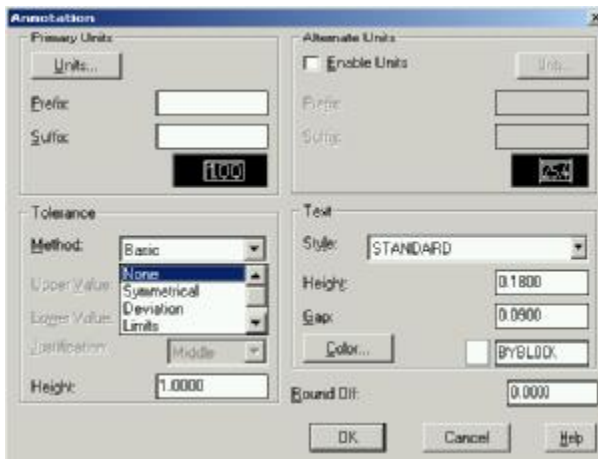 Annotation
Primary Units
Units...
Prefix:
Suffix:
1.00
Alternate Units
Enable Units
Units...
Prefix:
Suffix:
25.4
Tolerance
Method: Basic
None
Symmetrical
Deviation
Limits
Upper Value:
Lower Value:
Justification: Middle
Height: 1.0000
Text
Style: STANDARD
Height: 0.1800
Gap: 0.0900
Color... BYBLOCK
Round Off: 0.0000
OK Cancel Help